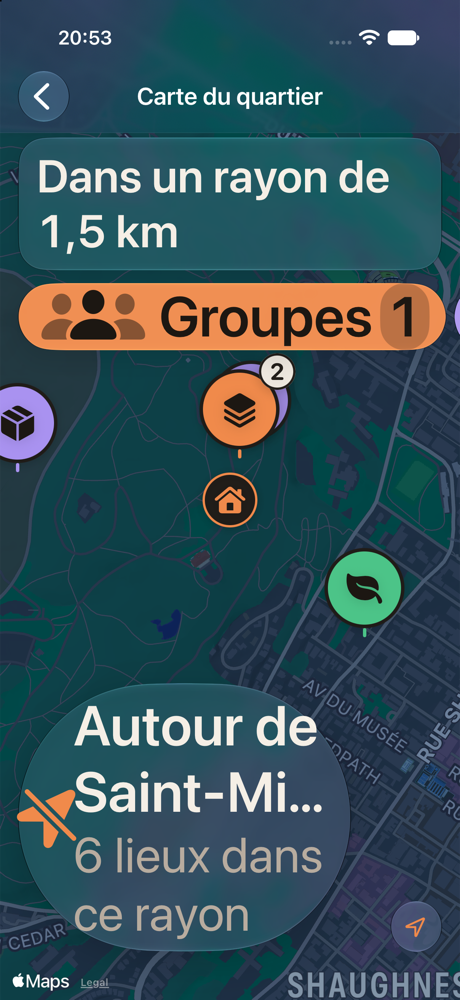 20:53
Carte du quartier
Dans un rayon de
1,5 km
Groupes 1
2
AV DU MUSÉE
Autour de
Saint-Mi…
6 lieux dans
ce rayon
CEDAR
Maps Legal